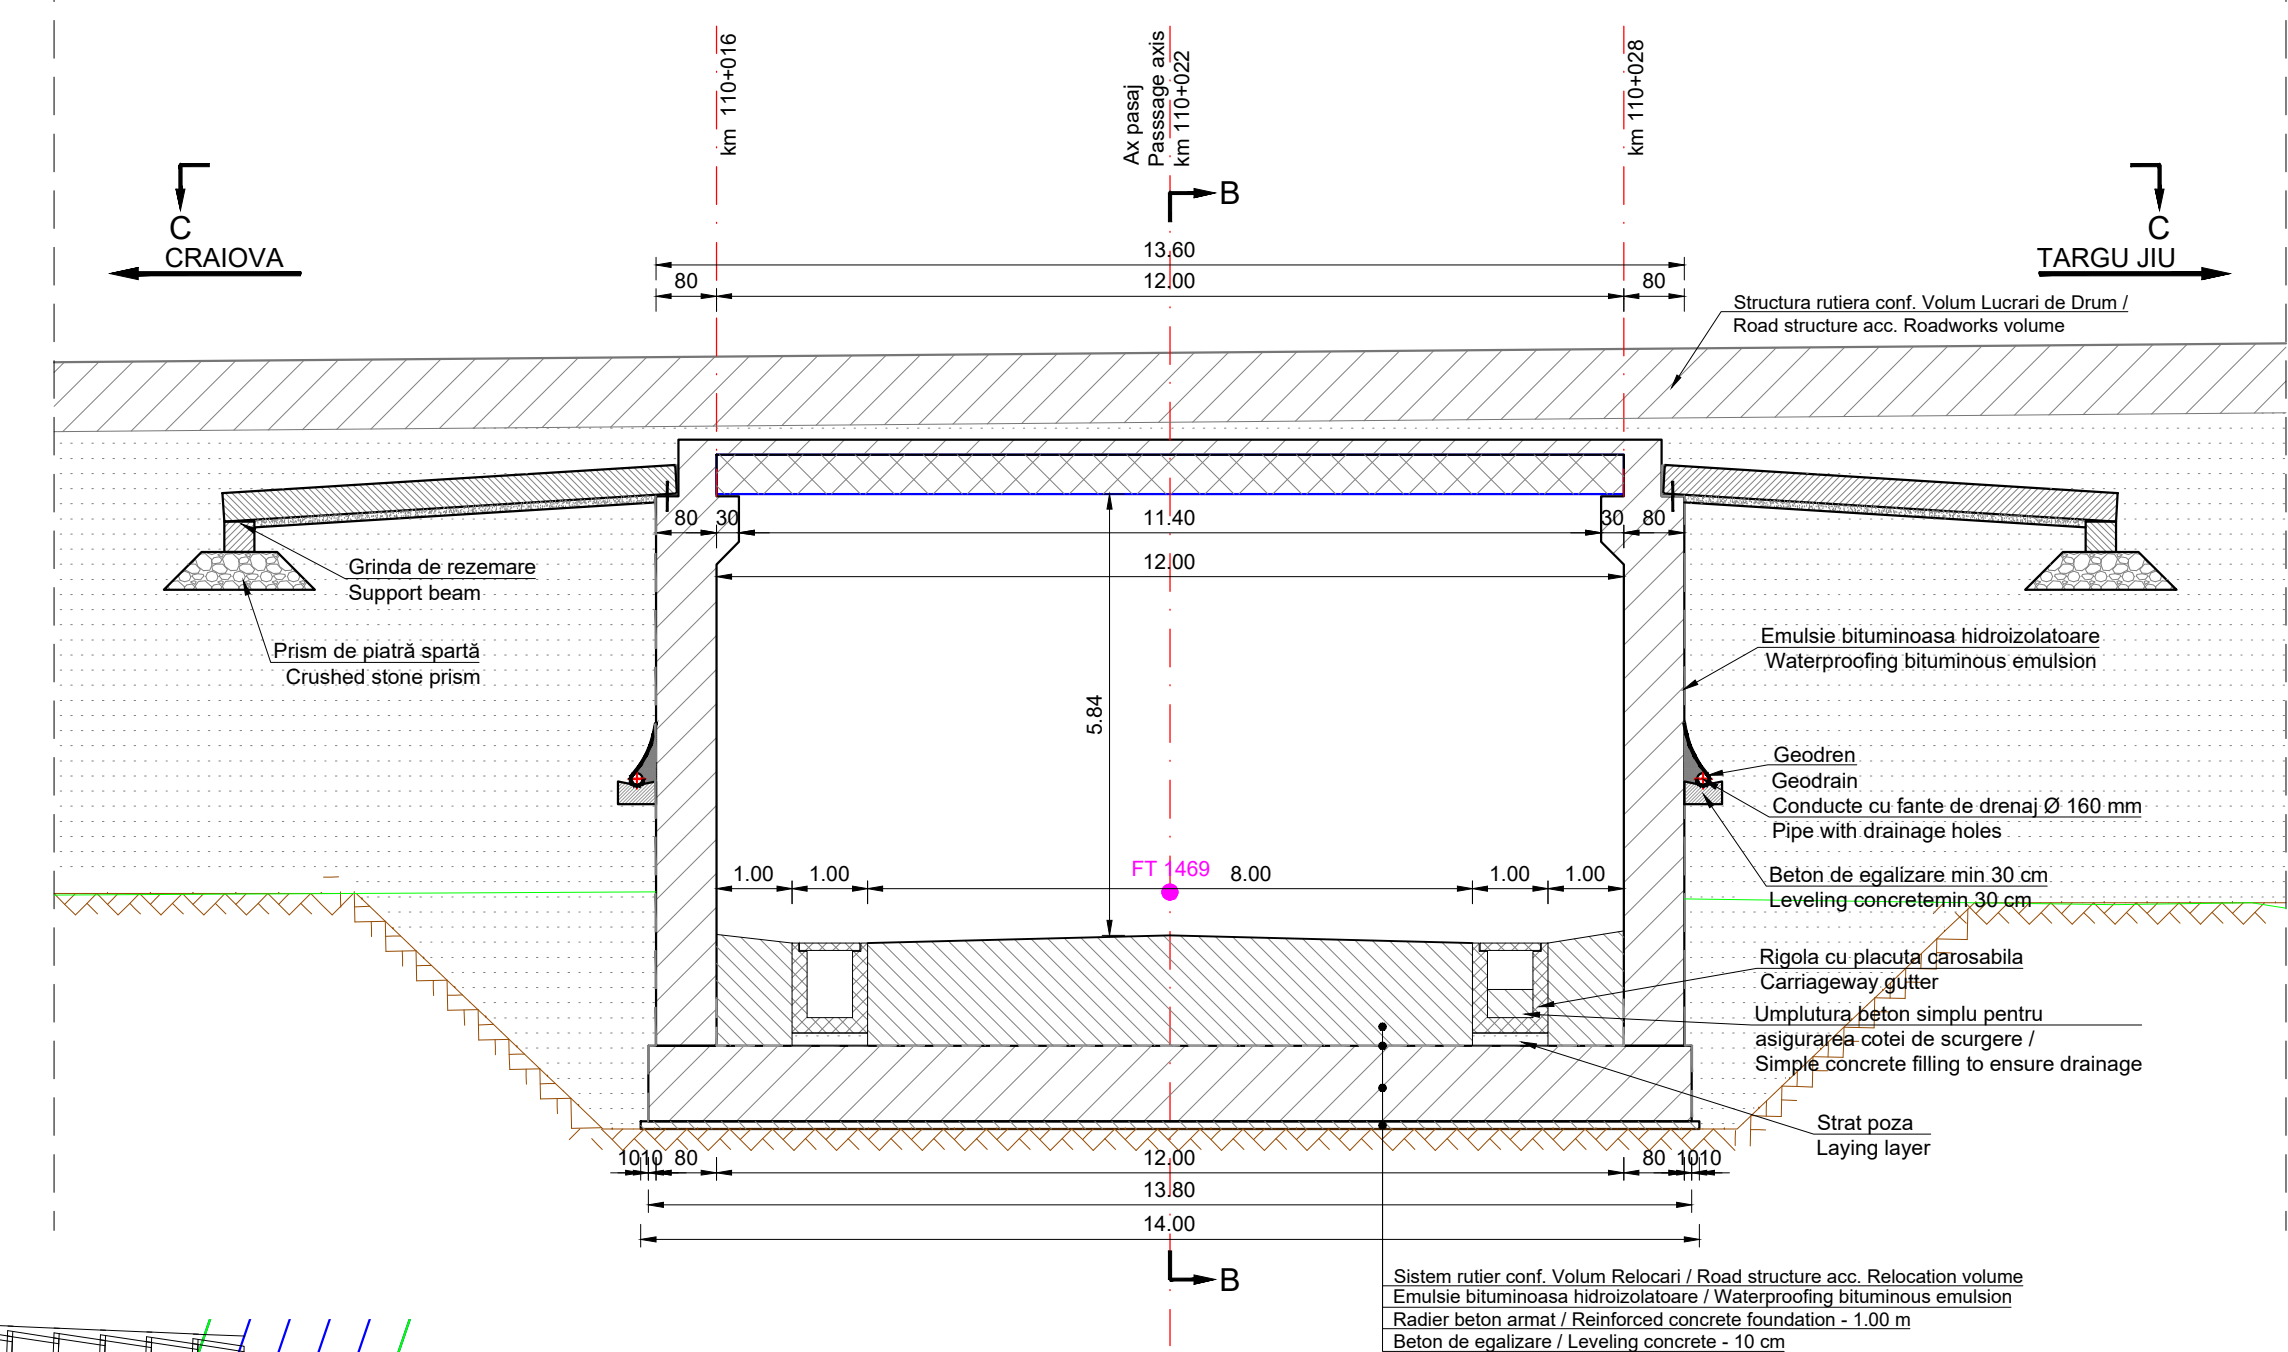 km 110+016
Ax pasaj
Passsage axis
km 110+022
km 110+028
B
C
CRAIOVA
C
TARGU JIU
13.60
80
12.00
80
Structura rutiera conf. Volum Lucrari de Drum /
Road structure acc. Roadworks volume
80
30
11.40
30
80
12.00
Grinda de rezemare
Support beam
Prism de piatră spartă
Crushed stone prism
Emulsie bituminoasa hidroizolatoare
Waterproofing bituminous emulsion
5.84
Geodren
Geodrain
Conducte cu fante de drenaj Ø 160 mm
Pipe with drainage holes
FT 1469
1.00
1.00
8.00
1.00
1.00
Beton de egalizare min 30 cm
Leveling concretemin 30 cm
Rigola cu placuta carosabila
Carriageway gutter
Umplutura beton simplu pentru
asigurarea cotei de scurgere /
Simple concrete filling to ensure drainage
Strat poza
Laying layer
10
10
80
12.00
80
10
10
13.80
14.00
B
Sistem rutier conf. Volum Relocari / Road structure acc. Relocation volume
Emulsie bituminoasa hidroizolatoare / Waterproofing bituminous emulsion
Radier beton armat / Reinforced concrete foundation - 1.00 m
Beton de egalizare / Leveling concrete - 10 cm